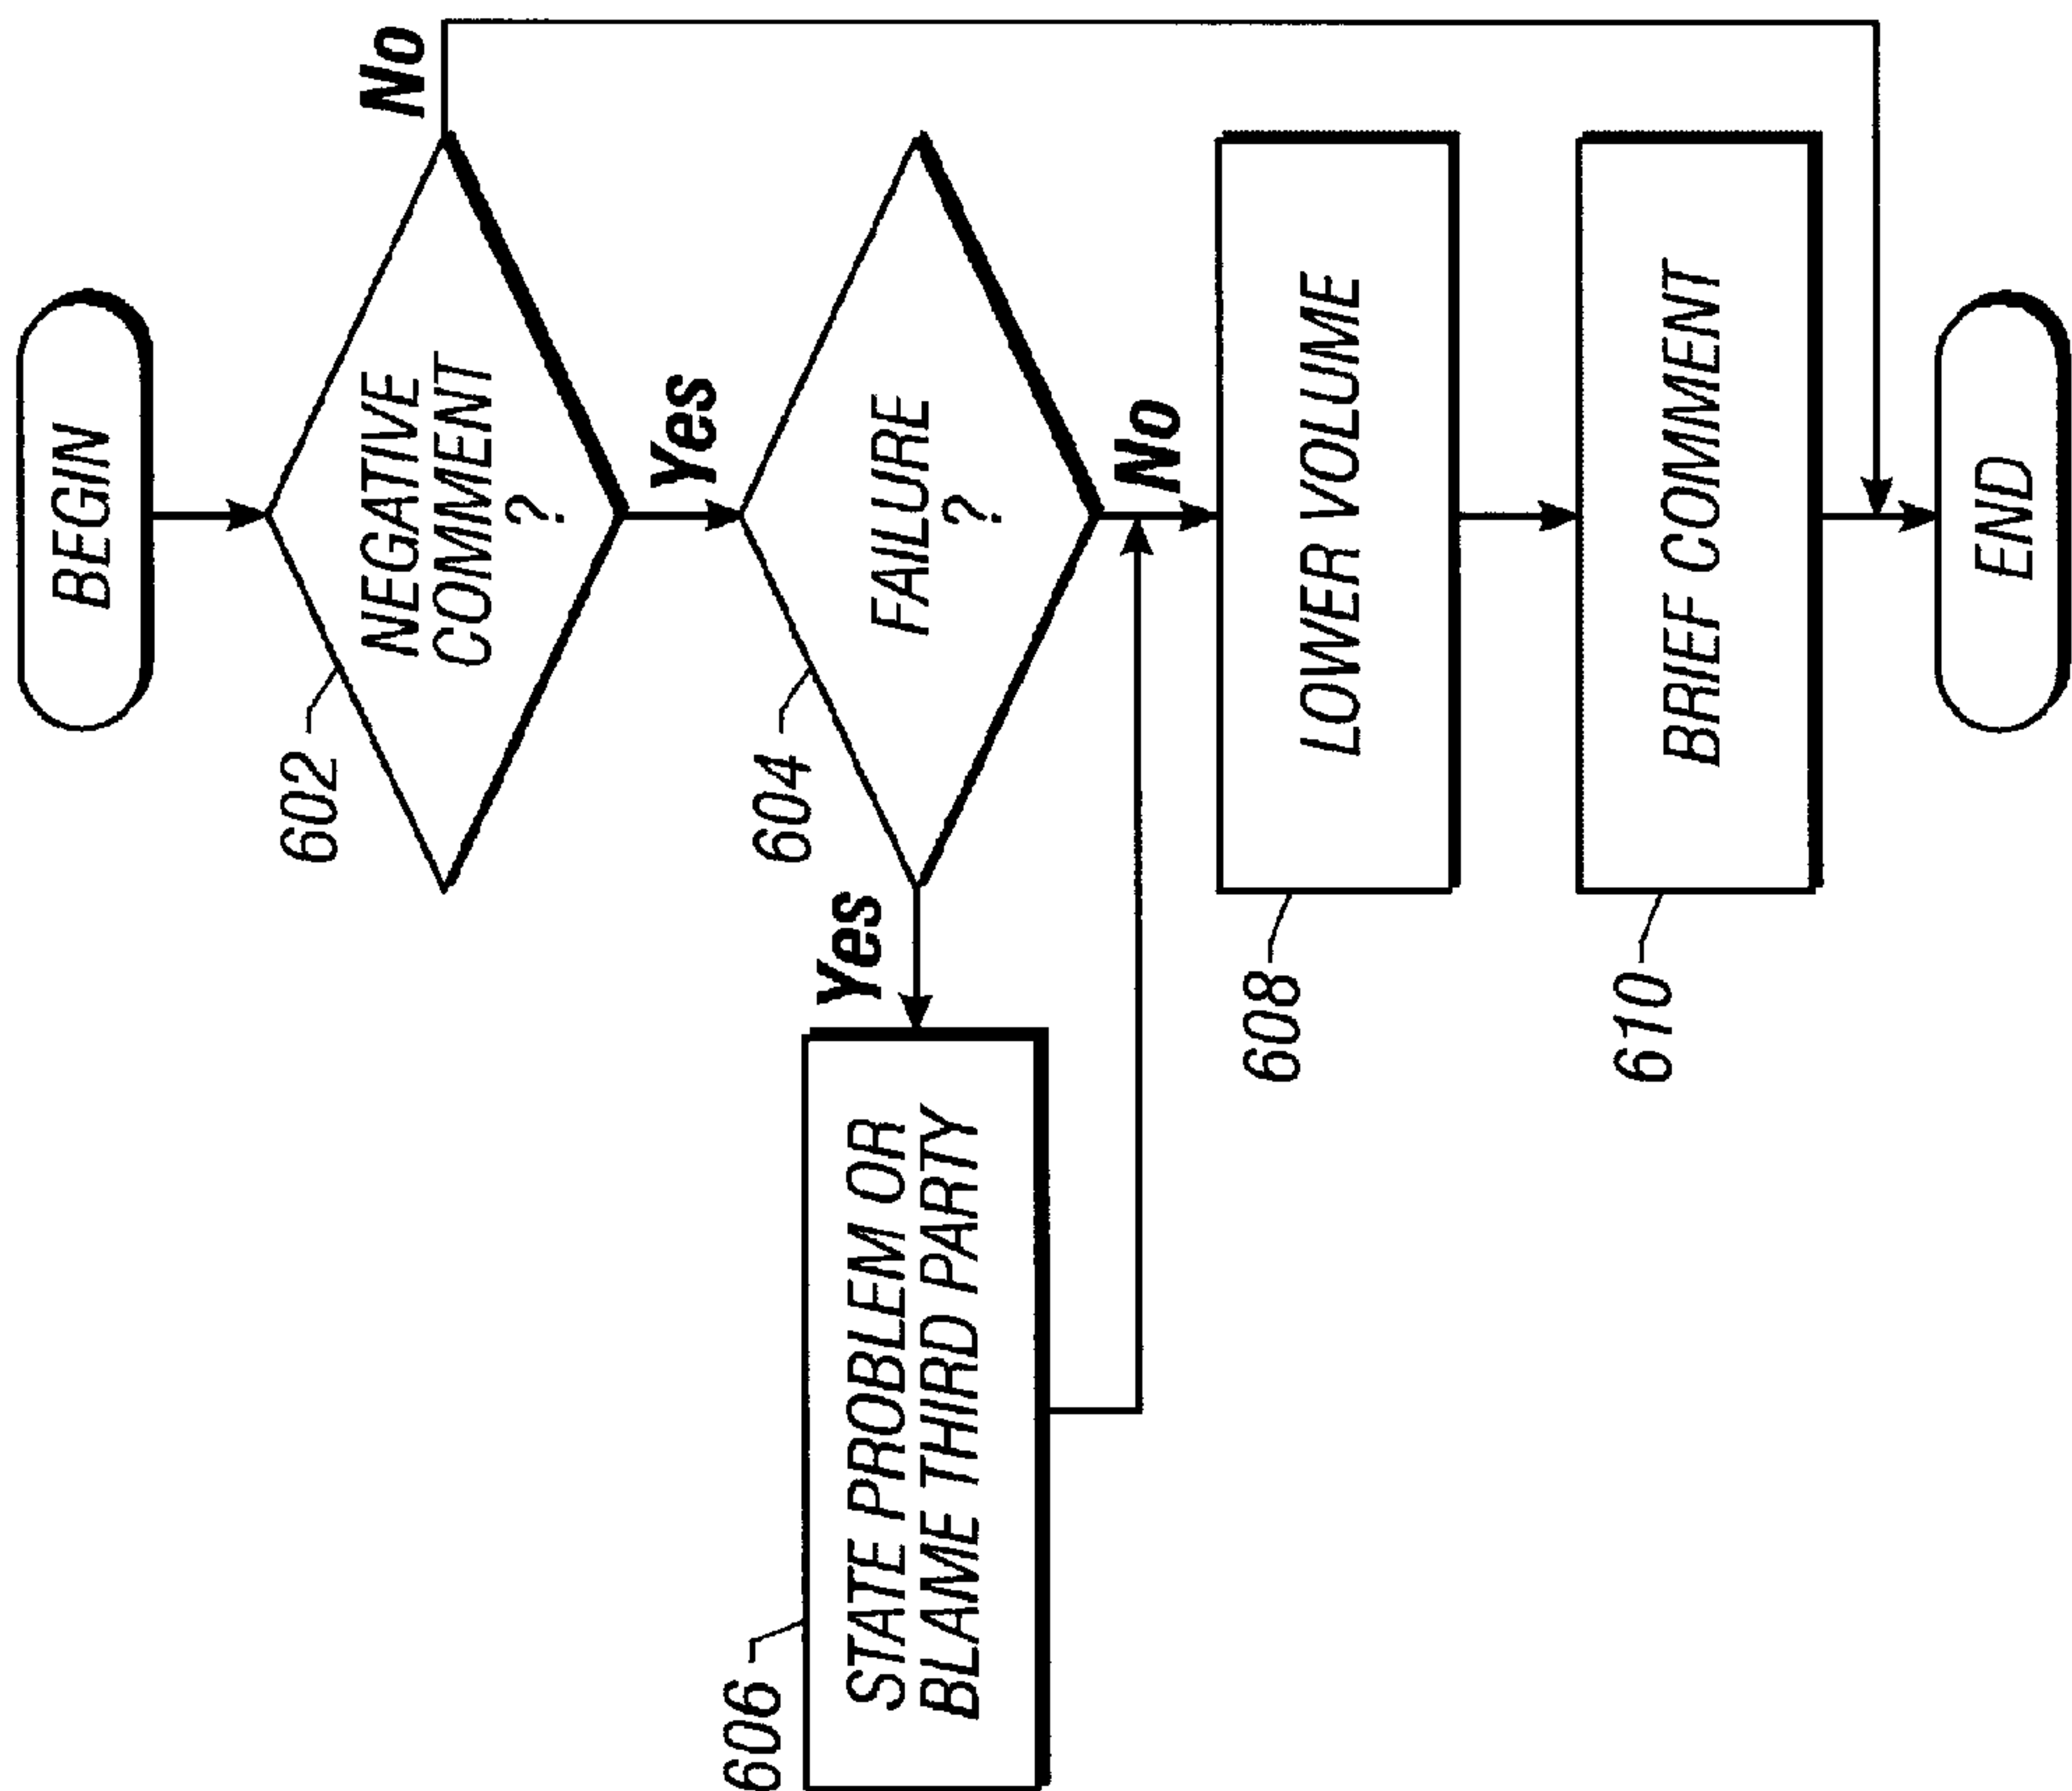 BEGIN
602
NEGATIVE
COMMENT
?
No
Yes
604
FAILURE
?
Yes
606
STATE PROBLEM OR
BLAME THIRD PARTY
No
608
LOWER VOLUME
610
BRIEF COMMENT
END